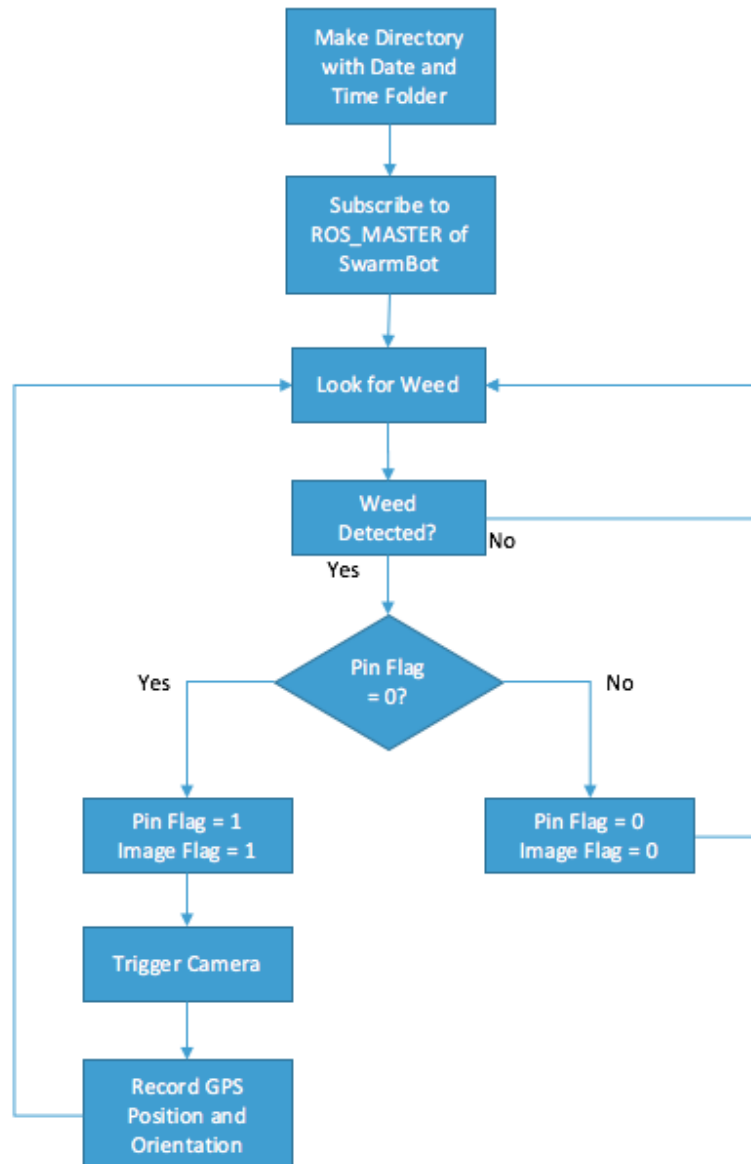 Make Directory
with Date and
Time Folder
Subscribe to
ROS_MASTER of
SwarmBot
Look for Weed
Weed
Detected?
No
Yes
Pin Flag
= 0?
Yes
No
Pin Flag = 1
Image Flag = 1
Pin Flag = 0
Image Flag = 0
Trigger Camera
Record GPS
Position and
Orientation